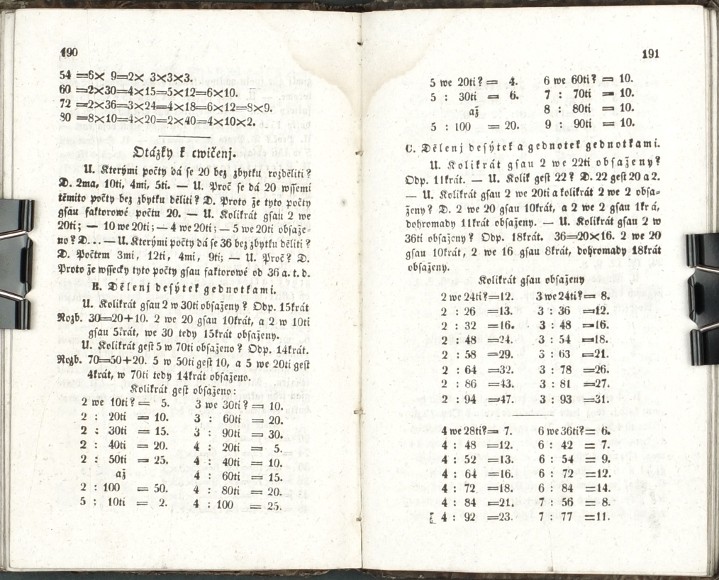 190
54 =6× 9=2× 3×3×3.
60 =2×30=4×15=5×12=6×10.
72 =2×36=3×24=4×18=6×12=8×9.
80 =8×10=4×20=2×40=4×10×2.
Otázky k cwičenj.
U. Kterými počty dá se 20 bez zbytku rozděliti?
D. 2ma, 10ti, 4mi, 5ti. — U. Proč se dá 20 wssemi
těmito počty bez zbytku děliti? D. Proto že tyto počty
gsau faktorowé počtu 20. — U. Kolikrát gsau 2 we
20ti; — 10 we 20ti; — 4 we 20ti; — 5 we 20ti obsaže-
no? D... — U. Kterými počty dá se 36 bez zbytku děliti?
D. Počtem 3mi, 12ti, 4mi, 9ti; — U. Proč? D.
Proto že wssecky tyto počty gsau faktorowé od 36 a. t. d.
B. Dělenj desýtek gednotkami.
U. Kolikrát gsau 2 w 30ti obsaženy? Odp. 15krát
Rozb. 30=20+10. 2 we 20 gsau 10krát, a 2 w 10ti
gsau 5krát, we 30 tedy 15krát obsaženy.
U. Kolikrát gest 5 w 70ti obsaženo? Odp. 14krát.
Rozb. 70=50+20. 5 w 50ti gest 10, a 5 we 20ti gest
4krát, w 70ti tedy 14krát obsaženo.
Kolikrát gest obsaženo:
2 we 10ti? = 5. 3 we 30ti? = 10.
2 : 20ti = 10. 3 : 60ti = 20.
2 : 30ti = 15. 3 : 90ti = 30.
2 : 40ti = 20. 4 : 20ti = 5.
2 : 50ti = 25. 4 : 40ti = 10.
až 4 : 60ti = 15.
2 : 100 = 50. 4 : 80ti = 20.
5 : 10ti = 2. 4 : 100 = 25.
191
5 we 20ti? = 4. 6 we 60ti? = 10.
5 : 30ti = 6. 7 : 70ti = 10.
až 8 : 80ti = 10.
5 : 100 = 20. 9 : 90ti = 10.
C. Dělenj desýtek a gednotek gednotkami.
U. Kolikrát gsau 2 we 22ti obsaženy?
Odp. 11krát. — U. Kolik gest 22? D. 22 gest 20 a 2.
— U. Kolikrát gsau 2 we 20ti a kolikrát 2 we 2 obsa-
ženy? D. 2 we 20 gsau 10krát, a 2 we 2 gsau 1krá,
dohromady 11krát obsaženy. — U. Kolikrát gsau 2 w
36ti obsaženy? Odp. 18krát. 36=20×16. 2 we 20
gsau 10krát, 2 we 16 gsau 8krát, dohromady 18krát
obsaženy.
Kolikrát gsau obsaženy
2 we 24ti?=12. 3 we 24ti?= 8.
2 : 26 =13. 3 : 36 =12.
2 : 32 =16. 3 : 48 =16.
2 : 48 =24. 3 : 54 =18.
2 : 58 =29. 3 : 63 =21.
2 : 64 =32. 3 : 78 =26.
2 : 86 =43. 3 : 81 =27.
2 : 94 =47. 3 : 93 =31.
4 we 28ti?= 7. 6 we 36ti?= 6.
4 : 48 =12. 6 : 42 = 7.
4 : 52 =13. 6 : 54 = 9.
4 : 64 =16. 6 : 72 =12.
4 : 72 =18. 6 : 84 =14.
4 : 84 =21. 7 : 56 = 8.
4 : 92 =23. 7 : 77 =11.